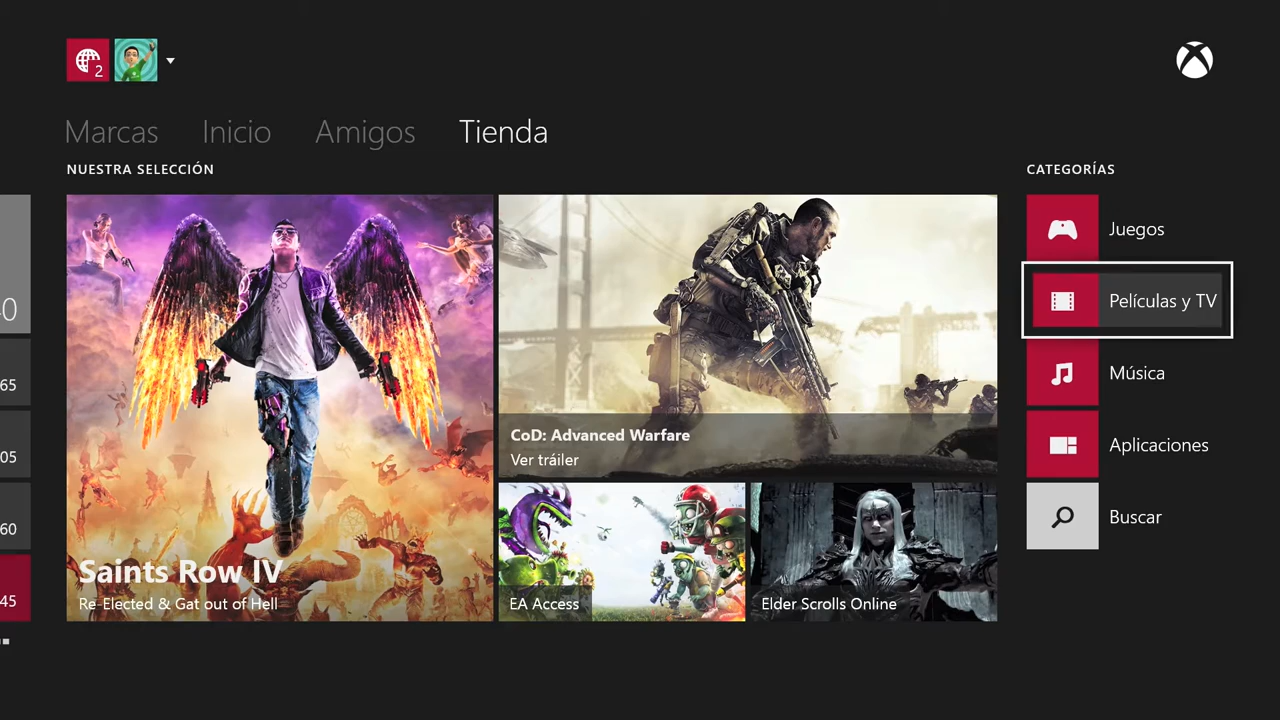 2
Marcas
Inicio
Amigos
Tienda
NUESTRA SELECCIÓN
CATEGORÍAS
65
05
60
45
Saints Row IV
Re-Elected & Gat out of Hell
CoD: Advanced Warfare
Ver tráiler
EA Access
Elder Scrolls Online
Juegos
Películas y TV
Música
Aplicaciones
Buscar